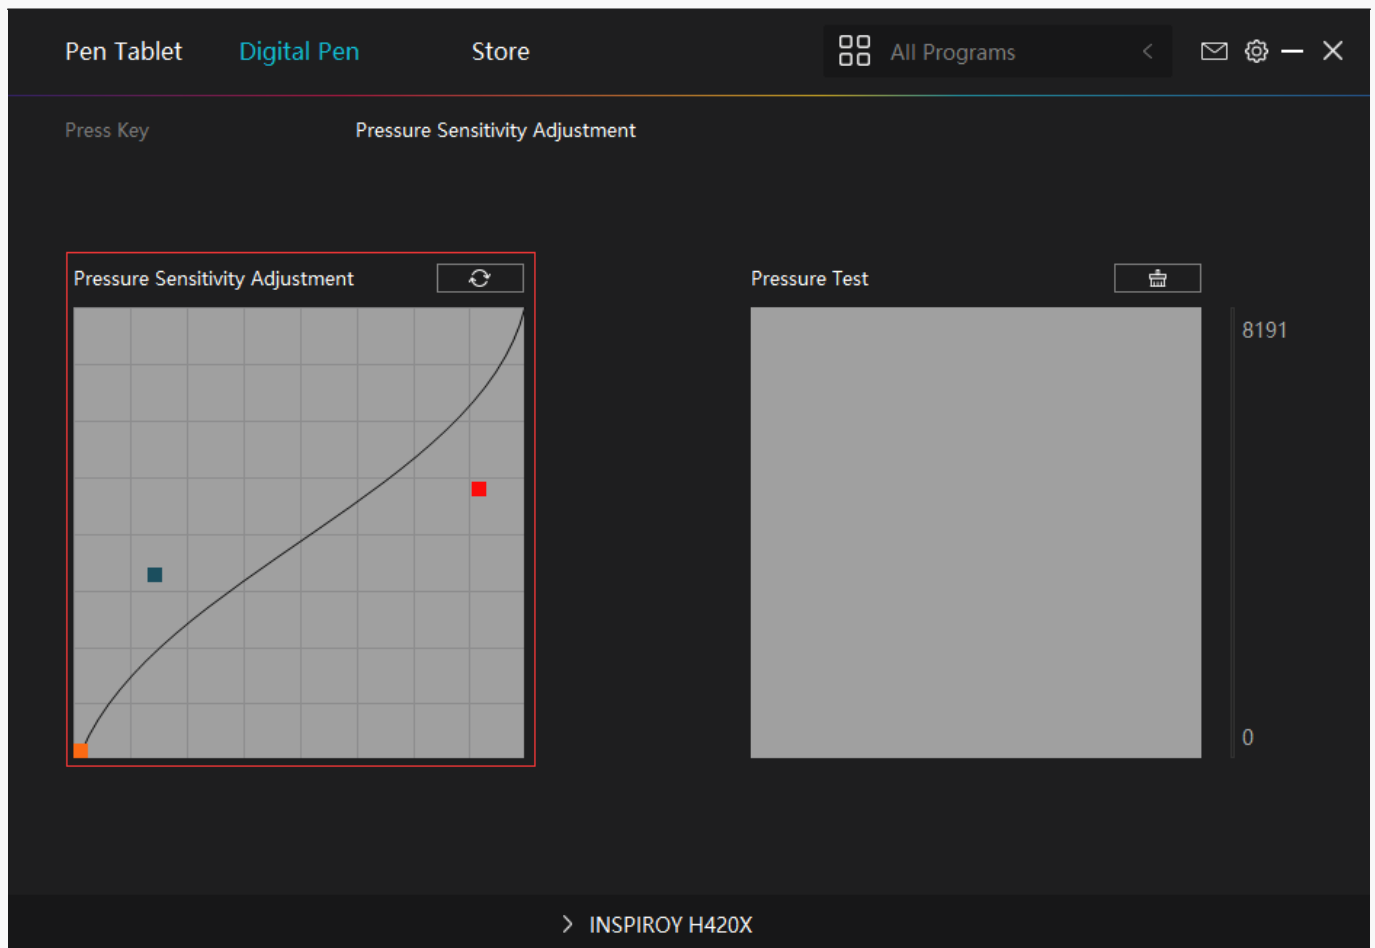 Pen Tablet Digital Pen Store All Programs
Press Key Pressure Sensitivity Adjustment
Pressure Sensitivity Adjustment Pressure Test
8191
0
INSPIROY H420X